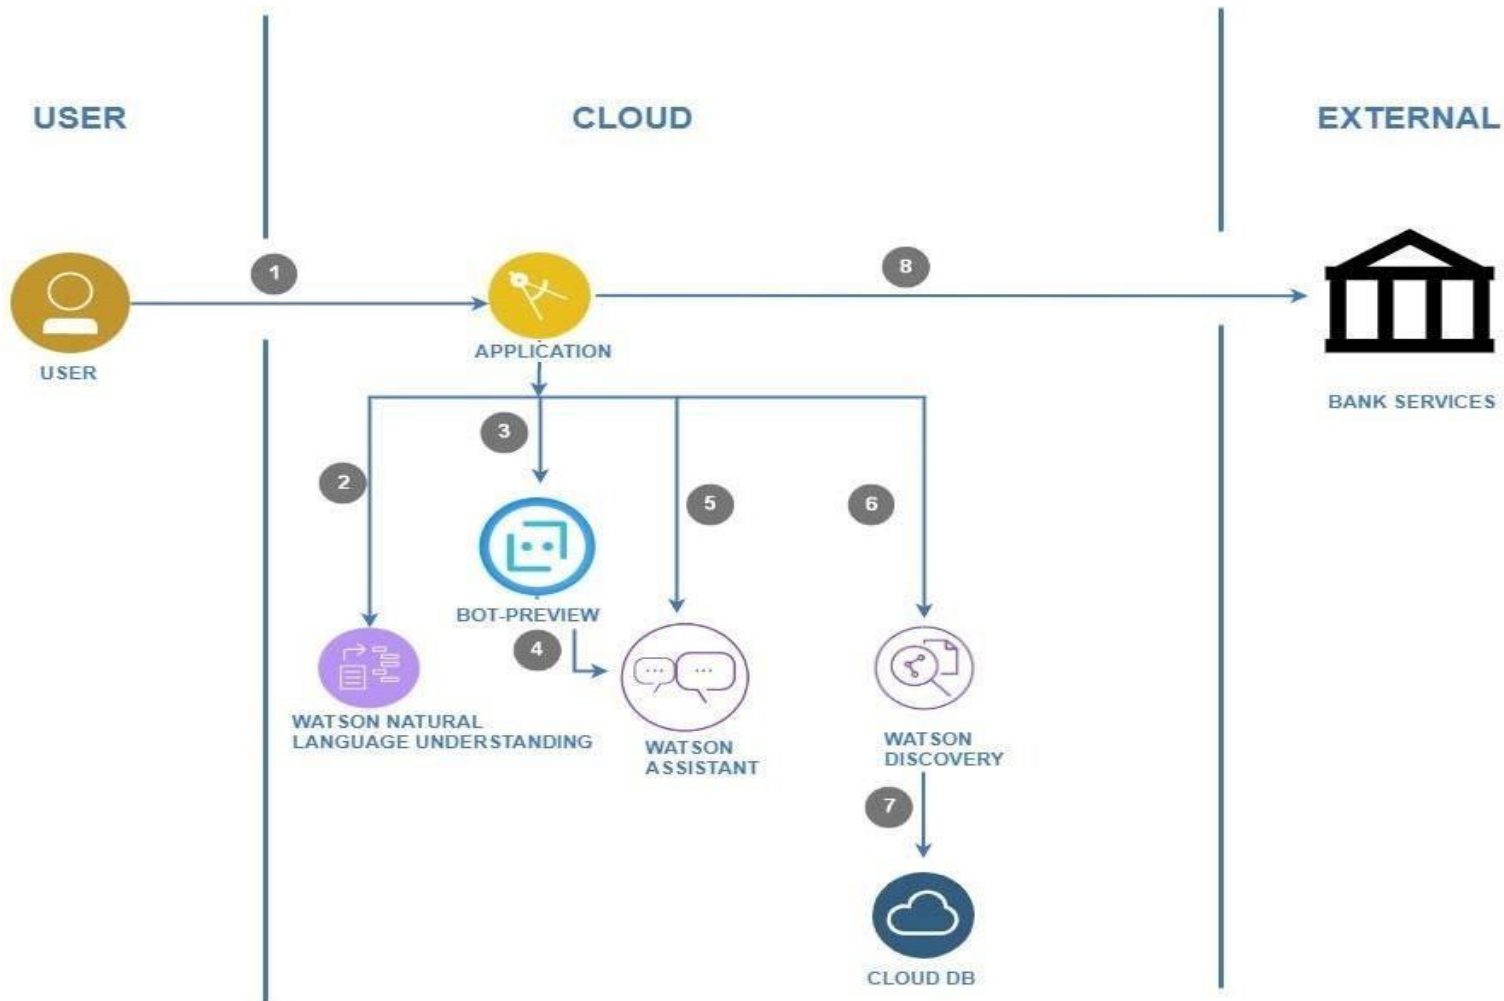 USER
CLOUD
EXTERNAL
1
8
APPLICATION
USER
BANK SERVICES
3
2
5
6
BOT-PREVIEW
4
WATSON NATURAL
LANGUAGE UNDERSTANDING
WATSON
ASSISTANT
WATSON
DISCOVERY
7
CLOUD DB